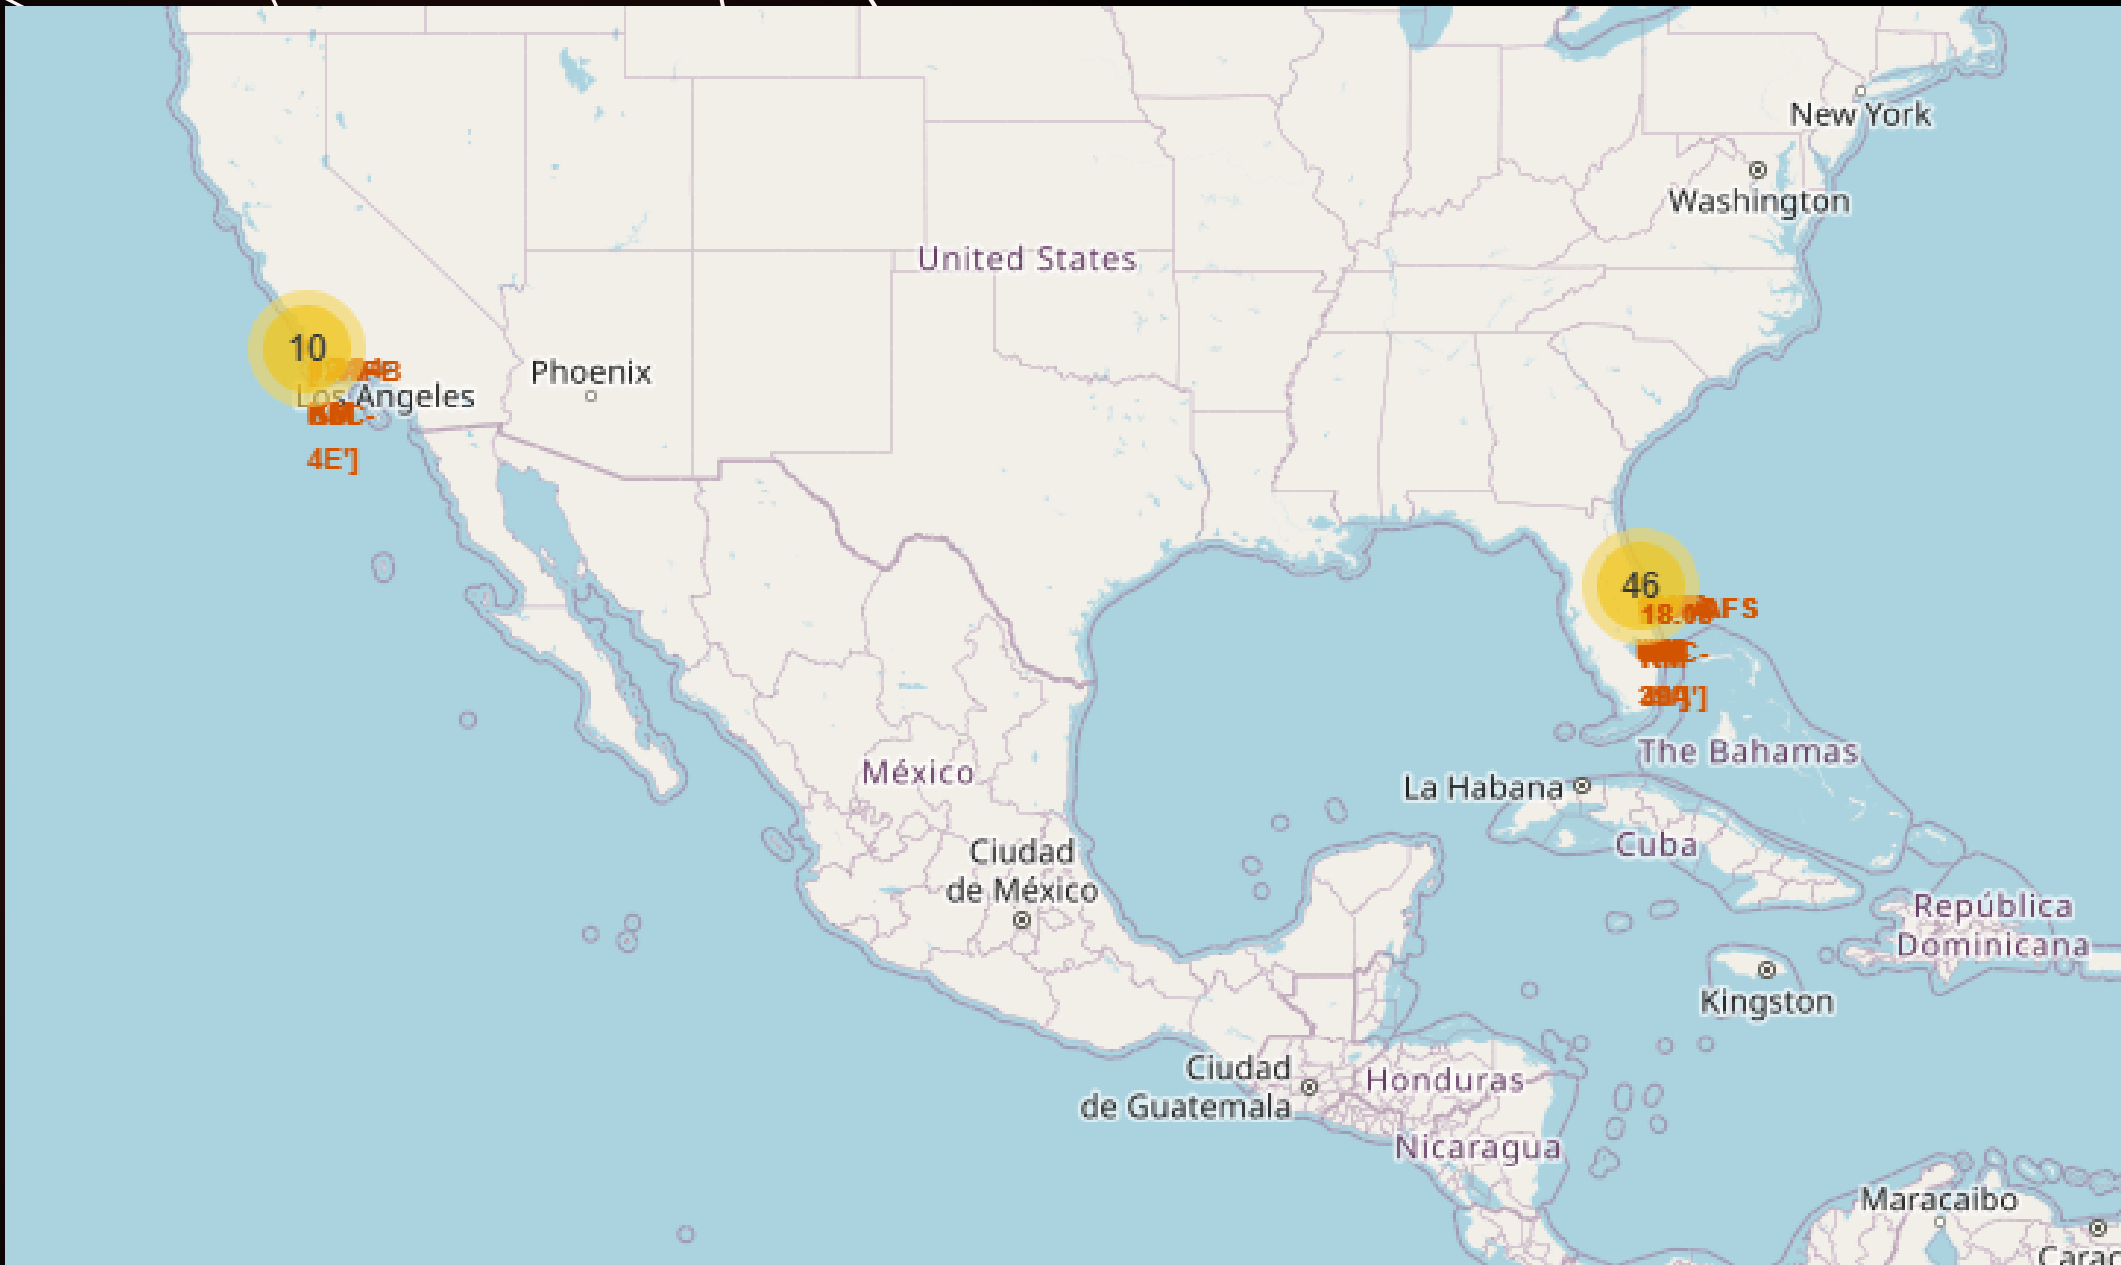 New York
Washington
United States
10
Phoenix
Los Angeles
4E']
46
18.
AFS
The Bahamas
La Habana
México
Cuba
Ciudad
de México
República
Dominicana
Kingston
Ciudad
de Guatemala
Honduras
Nicaragua
Maracaibo